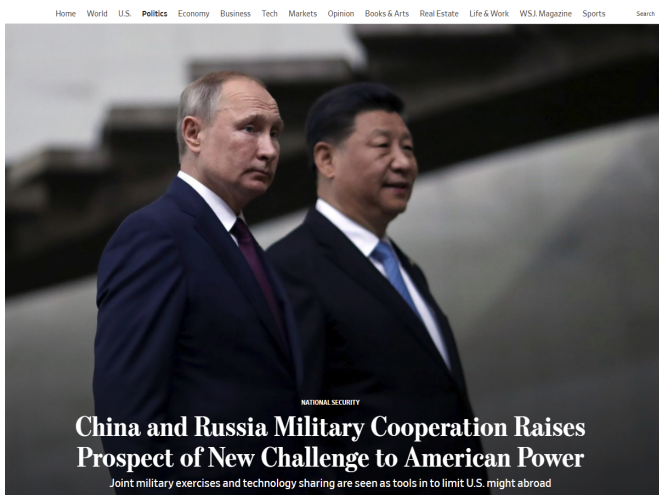 Home World U.S. Politics Economy Business Tech Markets Opinion Books & Arts Real Estate Life & Work WSJ. Magazine Sports Search
NATIONAL SECURITY
China and Russia Military Cooperation Raises
Prospect of New Challenge to American Power
Joint military exercises and technology sharing are seen as tools in to limit U.S. might abroad